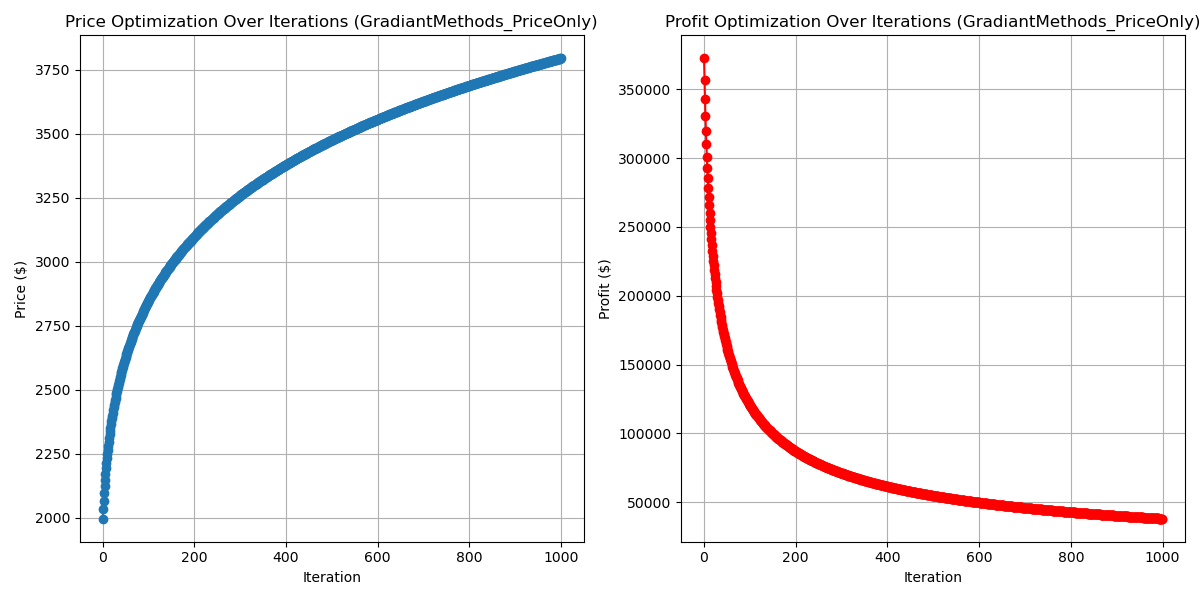 Price Optimization Over Iterations (GradiantMethods_PriceOnly)
3750
3500
3250
3000
2750
2500
2250
2000
Price ($)
0 200 400 600 800 1000
Iteration
Profit Optimization Over Iterations (GradiantMethods_PriceOnly)
350000
300000
250000
200000
150000
100000
50000
Profit ($)
0 200 400 600 800 1000
Iteration